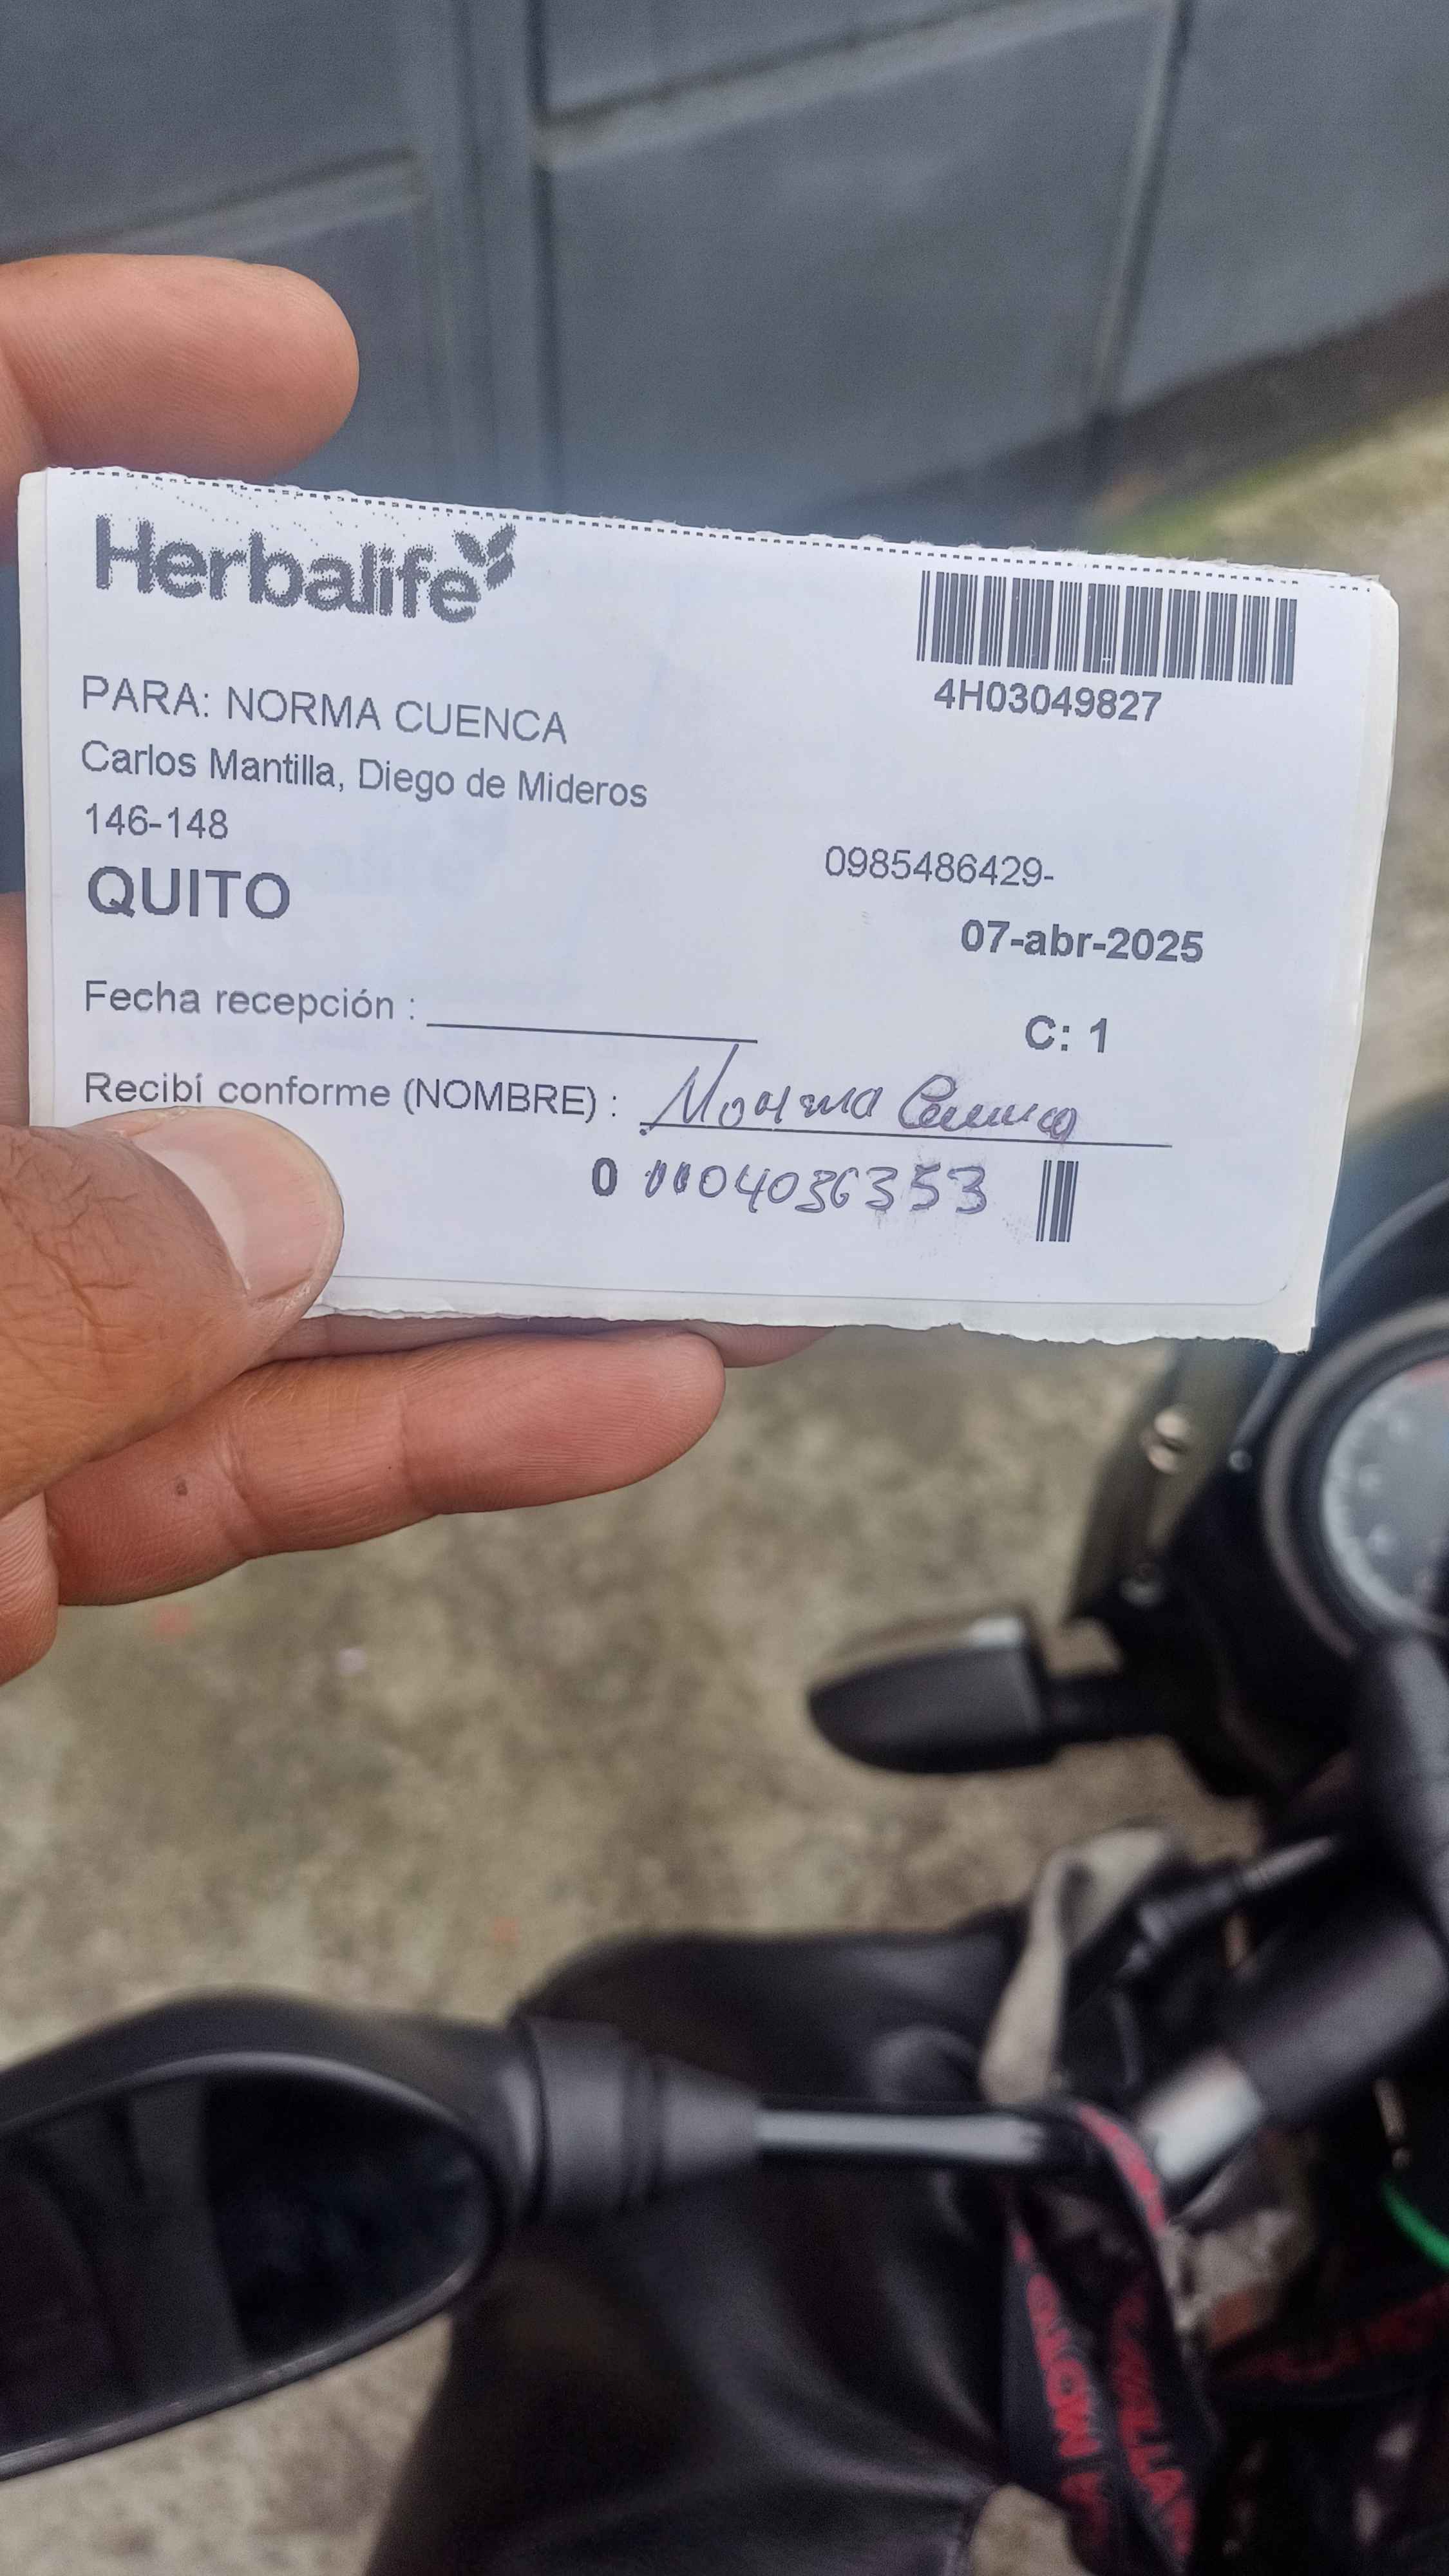 Herbalife
4H03049827
PARA: NORMA CUENCA
Carlos Mantilla, Diego de Mideros
146-148
0985486429-
QUITO
07-abr-2025
Fecha recepción :
C: 1
Recibí conforme (NOMBRE) : Norma Cuenca
0 1104036353